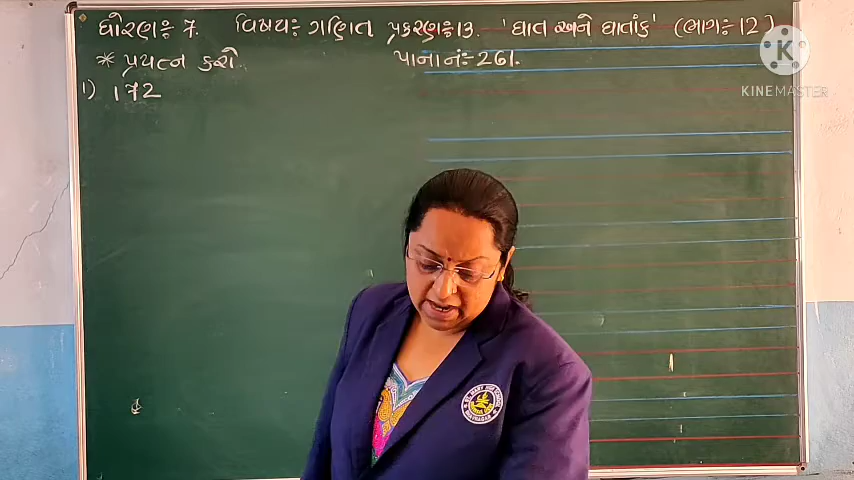 ધોરણઃ- 7. વિષયઃ ગણિત પ્રકરણઃ-13. 'ઘાત અને ઘાતાંક' (ભાગઃ-12)
* પ્રયત્ન કરો. પાના નંઃ-261.
1) 172
KINEMASTER